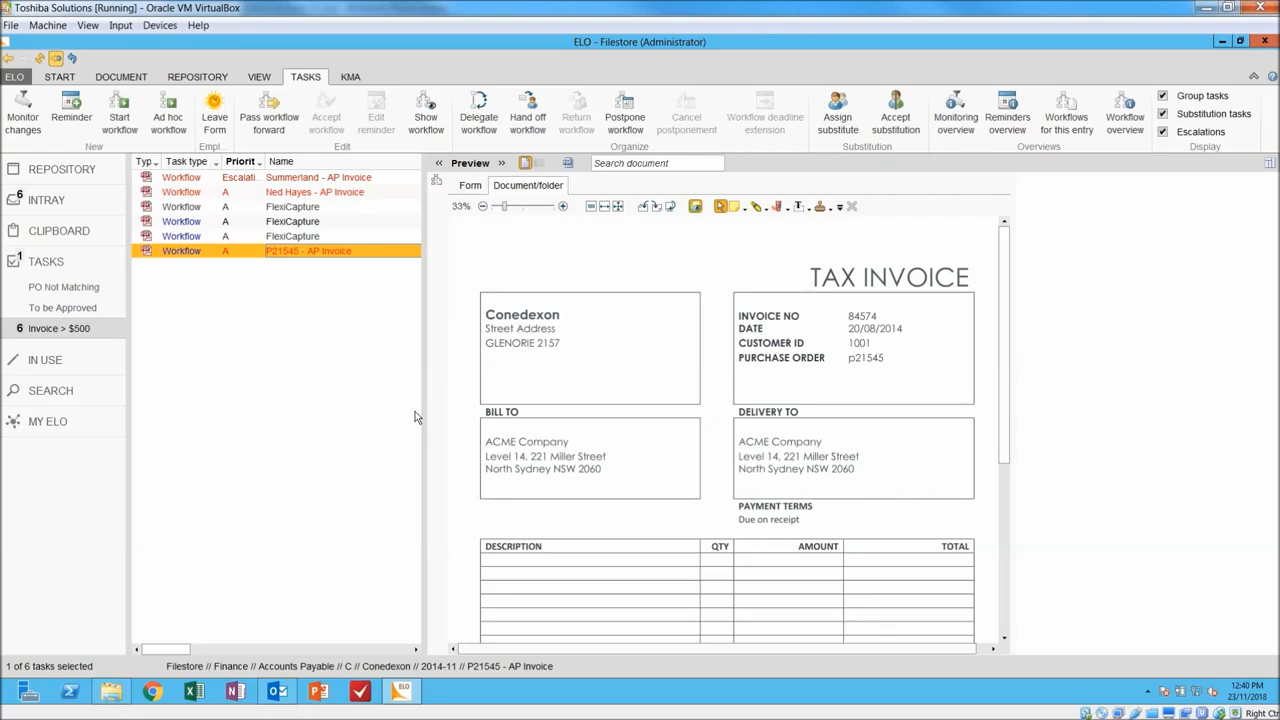 Toshiba Solutions [Running] - Oracle VM VirtualBox
File Machine View Input Devices Help
ELO - Filestore (Administrator)
ELO START DOCUMENT REPOSITORY VIEW TASKS KMA
Monitor changes Reminder Start workflow Ad hoc workflow Leave Form Pass workflow forward Accept workflow Edit reminder Show workflow Delegate workflow Hand off workflow Return workflow Postpone workflow Cancel postponement Workflow deadline extension Assign substitute Accept substitution Monitoring overview Reminders overview Workflows for this entry Workflow overview
Group tasks
Substitution tasks
Escalations
New Empl... Edit Organize Substitution Overviews Display
REPOSITORY
6 INTRAY
CLIPBOARD
1 TASKS
PO Not Matching
To be Approved
6 Invoice > $500
IN USE
SEARCH
MY ELO
Typ Task type Priorit Name
Workflow Escalati... Summerland - AP Invoice
Workflow A Ned Hayes - AP Invoice
Workflow A FlexiCapture
Workflow A FlexiCapture
Workflow A FlexiCapture
Workflow A P21545 - AP Invoice
« Preview » Search document
Form Document/folder
33%
TAX INVOICE
Conedexon
Street Address
GLENORIE 2157
INVOICE NO 84574
DATE 20/08/2014
CUSTOMER ID 1001
PURCHASE ORDER p21545
BILL TO
ACME Company
Level 14, 221 Miller Street
North Sydney NSW 2060
DELIVERY TO
ACME Company
Level 14, 221 Miller Street
North Sydney NSW 2060
PAYMENT TERMS
Due on receipt
DESCRIPTION QTY AMOUNT TOTAL
1 of 6 tasks selected
Filestore // Finance // Accounts Payable // C // Conedexon // 2014-11 // P21545 - AP Invoice
12:40 PM
23/11/2018
Right Ctrl